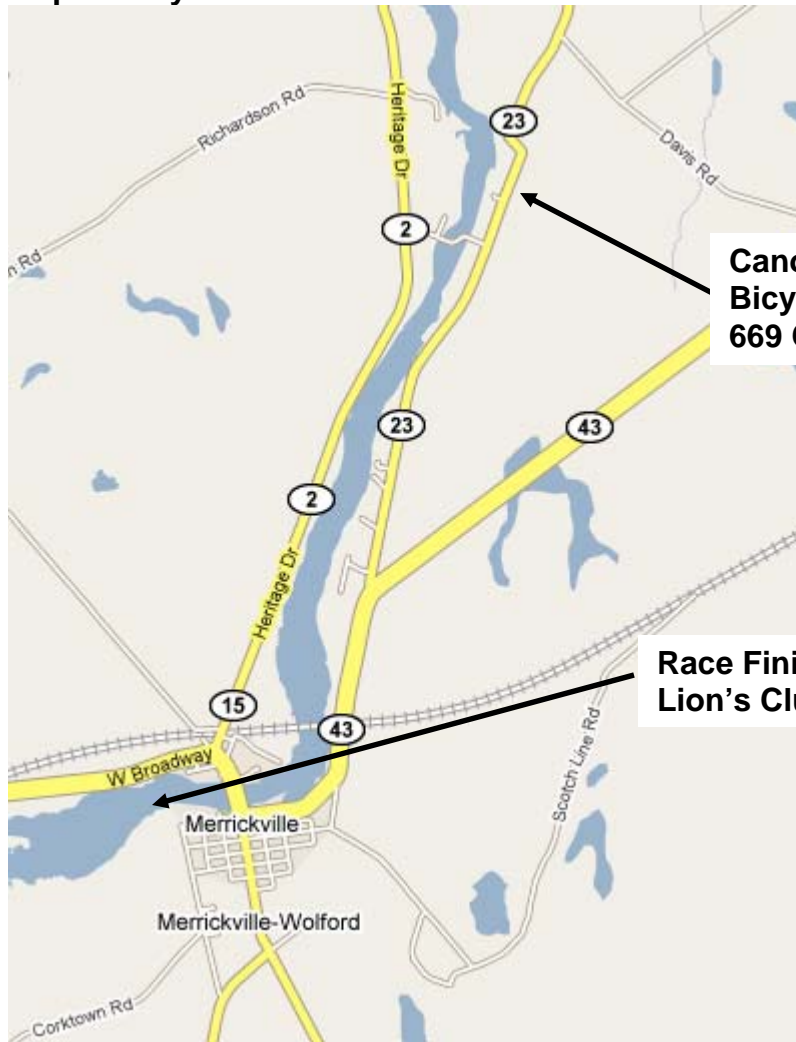 23
Heritage Dr
Richardson Rd
Davis Rd
2
Rd
Bicy
669
43
23
2
Heritage Dr
Race Fini
Lion's Clu
15
43
W Broadway
Scotch Line Rd
Merrickville
Merrickville-Wolford
Corktown Rd